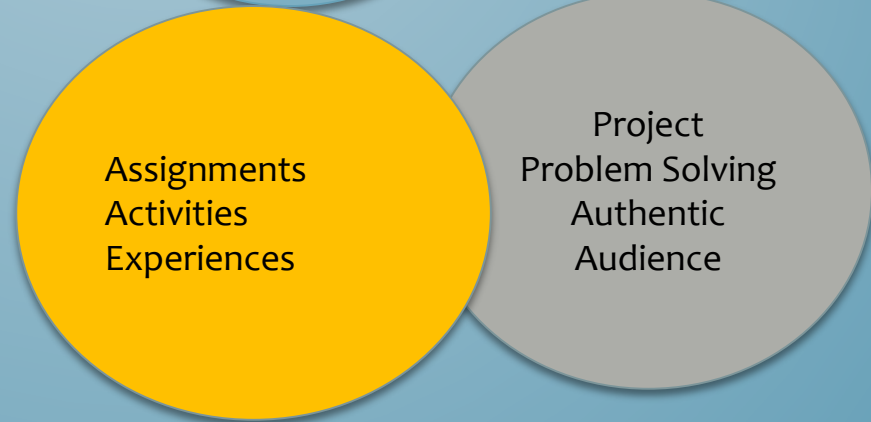 Assignments
Activities
Experiences
Project
Problem Solving
Authentic
Audience